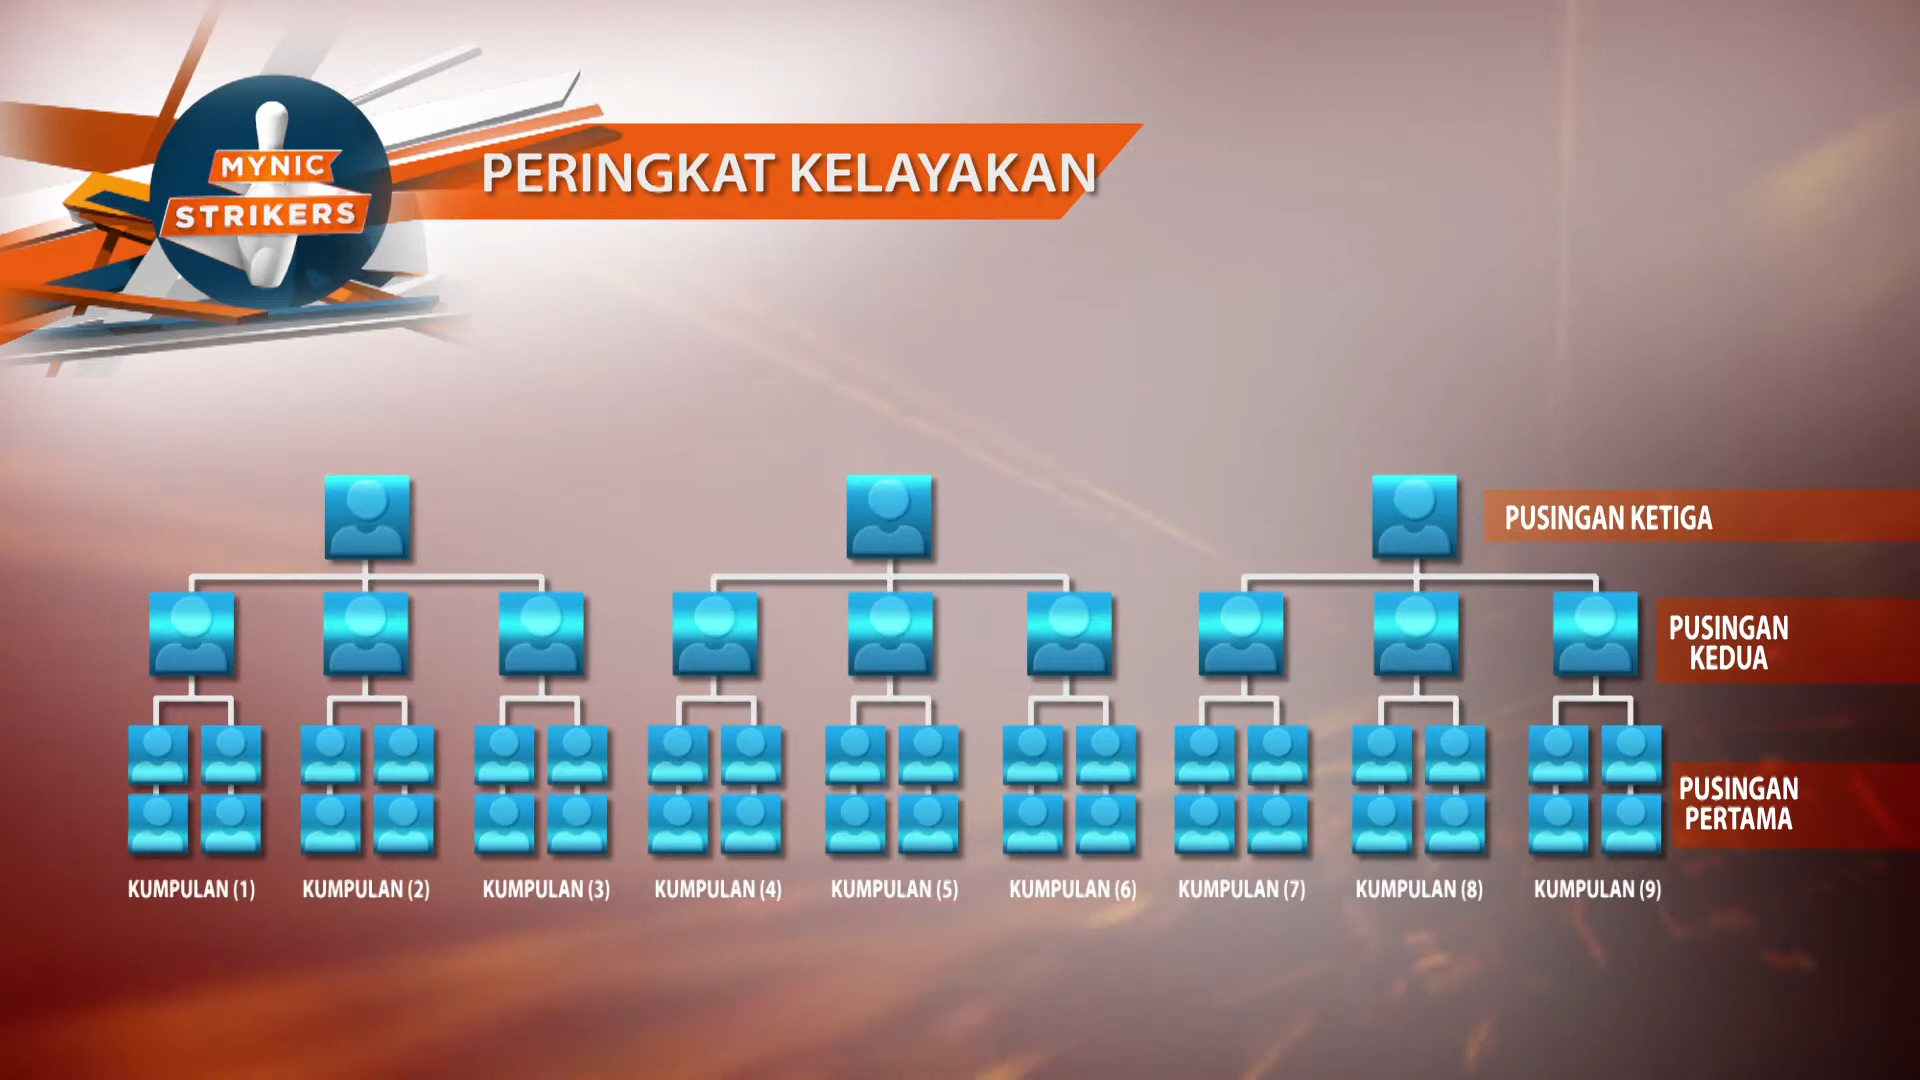 MYNIC
STRIKERS
PERINGKAT KELAYAKAN
PUSINGAN KETIGA
PUSINGAN
KEDUA
PUSINGAN
PERTAMA
KUMPULAN (1)
KUMPULAN (2)
KUMPULAN (3)
KUMPULAN (4)
KUMPULAN (5)
KUMPULAN (6)
KUMPULAN (7)
KUMPULAN (8)
KUMPULAN (9)